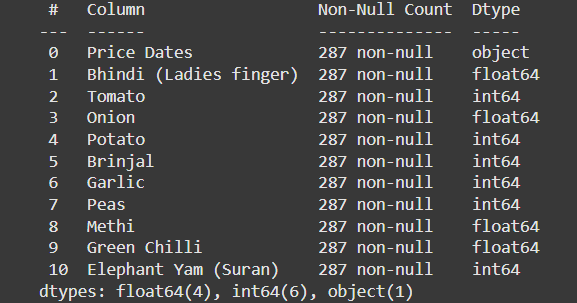 #   Column                  Non-Null Count  Dtype
---  ------                  --------------  -----
 0   Price Dates             287 non-null    object
 1   Bhindi (Ladies finger)  287 non-null    float64
 2   Tomato                  287 non-null    int64
 3   Onion                   287 non-null    float64
 4   Potato                  287 non-null    int64
 5   Brinjal                 287 non-null    int64
 6   Garlic                  287 non-null    int64
 7   Peas                    287 non-null    int64
 8   Methi                   287 non-null    float64
 9   Green Chilli            287 non-null    float64
 10  Elephant Yam (Suran)    287 non-null    int64
dtypes: float64(4), int64(6), object(1)